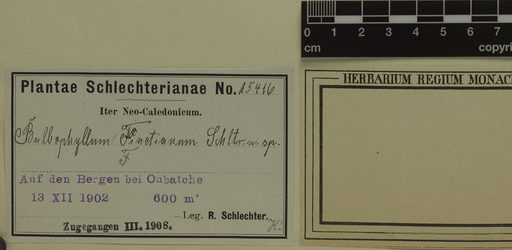 0 1 2 3 4 5 6 7
cm
copyri
HERBARIUM REGIUM MONAC
Plantae Schlechterianae No. 15416
Iter Neo-Caledonicum.
Bulbophyllum Finetianum Schltr. n. sp.
F
Auf den Bergen bei Oubatche
13 XII 1902 600 m
Leg. R. Schlechter.
Zugegangen III. 1908.